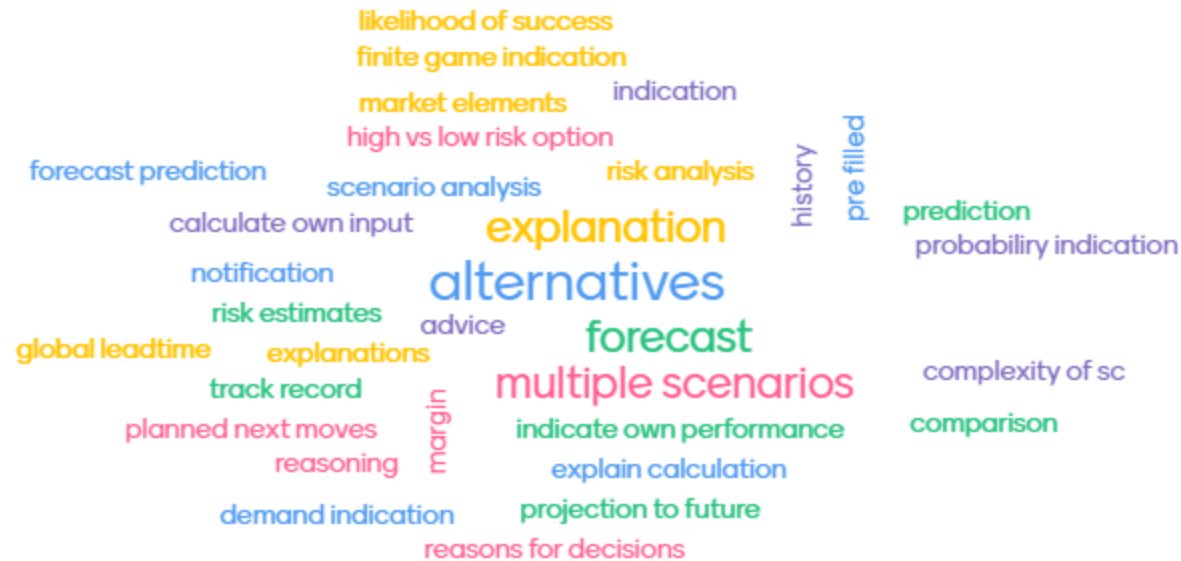 likelihood of success
finite game indication
indication
market elements
high vs low risk option
forecast prediction
risk analysis
scenario analysis
history
pre filled
prediction
calculate own input
explanation
probabiliry indication
notification
alternatives
risk estimates
advice
forecast
global leadtime
explanations
complexity of sc
track record
multiple scenarios
planned next moves
margin
indicate own performance
comparison
reasoning
explain calculation
demand indication
projection to future
reasons for decisions